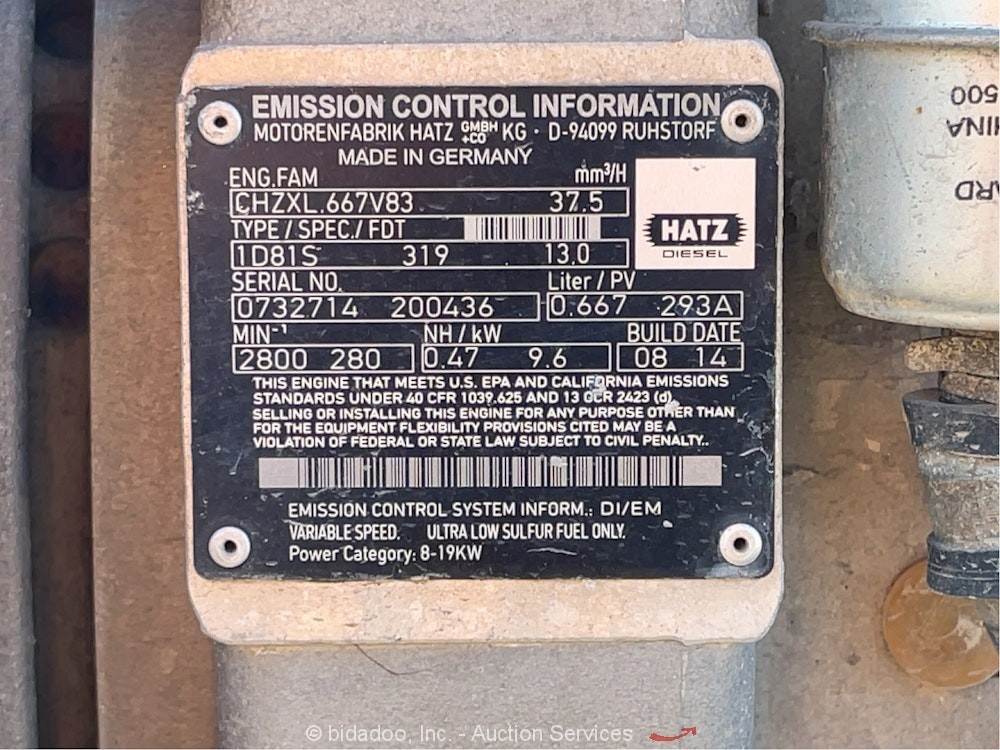 EMISSION CONTROL INFORMATION
MOTORENFABRIK HATZ GMBH +CO KG · D-94099 RUHSTORF
MADE IN GERMANY
ENG.FAM mm³/H
CHZXL.667V83 37.5
TYPE / SPEC./ FDT
1D81S 319 13.0
HATZ
DIESEL
SERIAL NO. Liter / PV
0732714 200436 0.667 293A
MIN-¹ NH / kW BUILD DATE
2800 280 0.47 9.6 08 14
THIS ENGINE THAT MEETS U.S. EPA AND CALIFORNIA EMISSIONS
STANDARDS UNDER 40 CFR 1039.625 AND 13 OCR 2423 (d)
SELLING OR INSTALLING THIS ENGINE FOR ANY PURPOSE OTHER THAN
FOR THE EQUIPMENT FLEXIBILITY PROVISIONS CITED MAY BE A
VIOLATION OF FEDERAL OR STATE LAW SUBJECT TO CIVIL PENALTY..
EMISSION CONTROL SYSTEM INFORM.: DI/EM
VARIABLE SPEED. ULTRA LOW SULFUR FUEL ONLY.
Power Category: 8-19KW
500
© bidadoo, Inc. - Auction Services